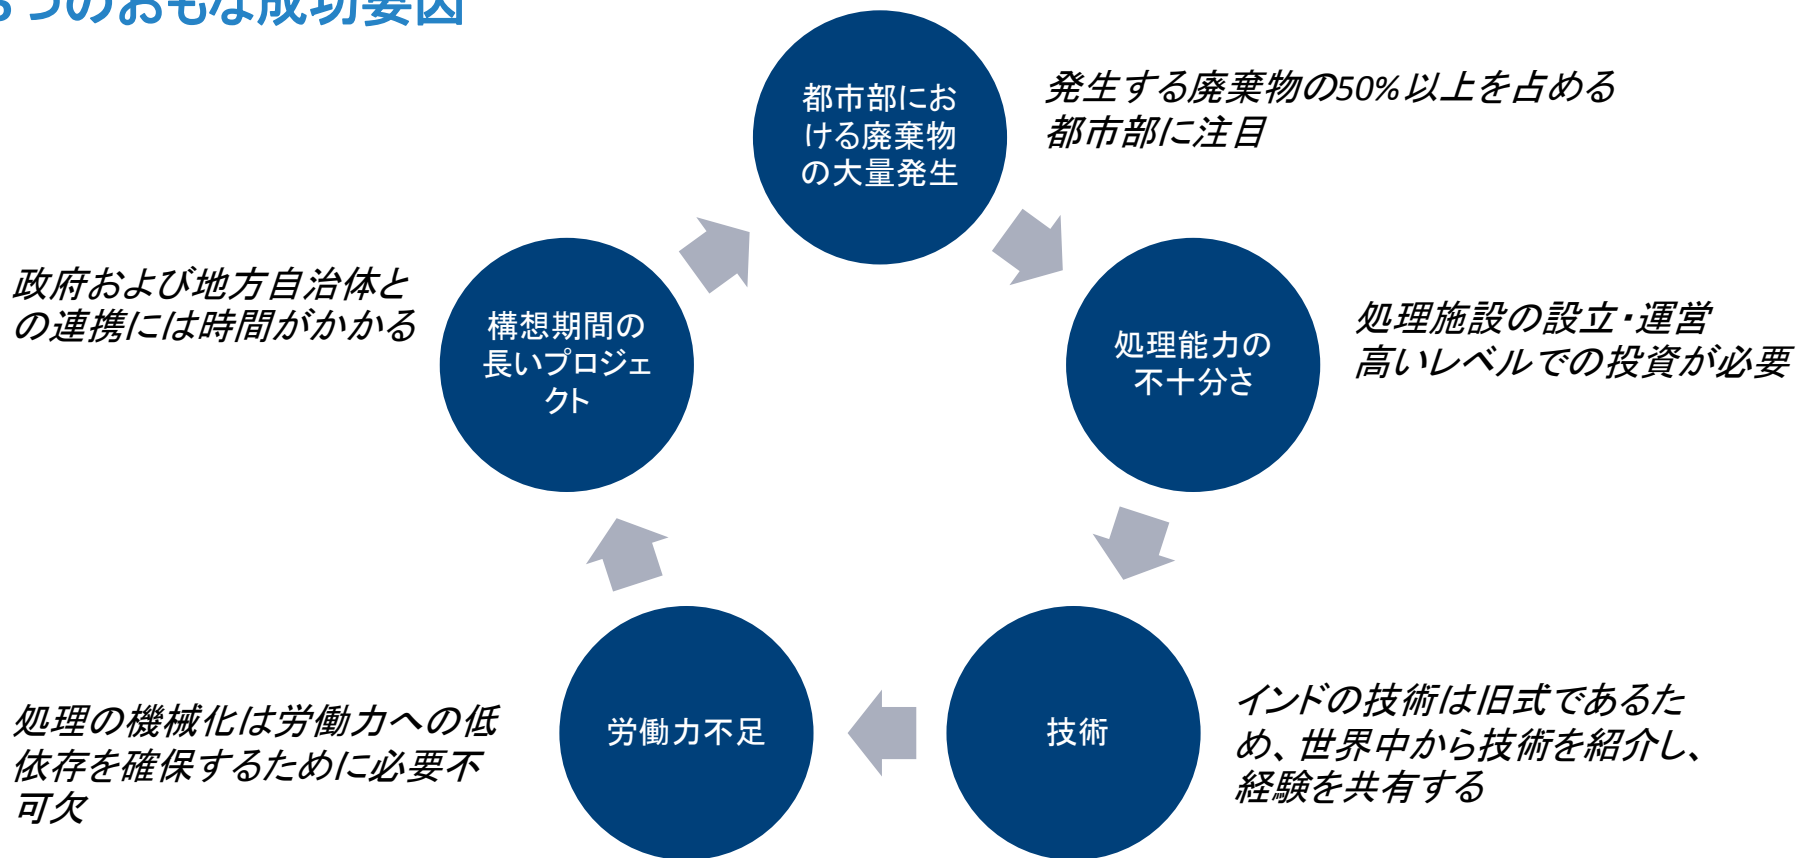 つのおもな成功要因
都市部にお
ける廃棄物
の大量発生
発生する廃棄物の50%以上を占める
都市部に注目
処理能力の
不十分さ
処理施設の設立・運営
高いレベルでの投資が必要
技術
インドの技術は旧式であるた
め、世界中から技術を紹介し、
経験を共有する
労働力不足
処理の機械化は労働力への低
依存を確保するために必要不
可欠
構想期間の
長いプロジェ
クト
政府および地方自治体と
の連携には時間がかかる